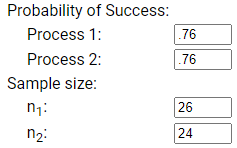 Probability of Success:
Process 1: .76
Process 2: .76
Sample size:
n₁: 26
n₂: 24